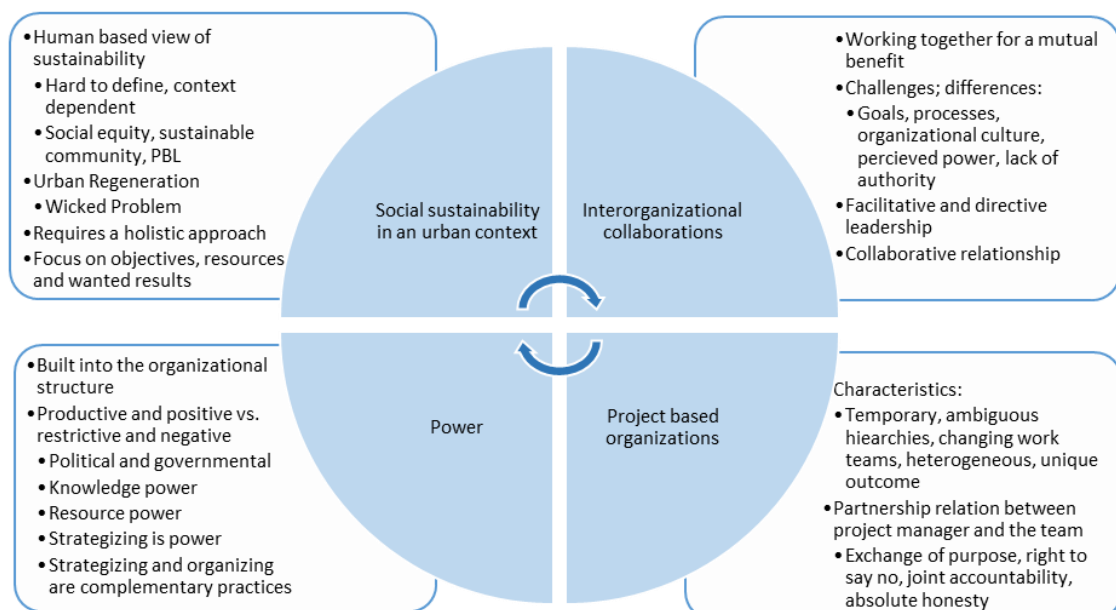 •Human based view of
sustainability
•Hard to define, context
dependent
•Social equity, sustainable
community, PBL
•Urban Regeneration
•Wicked Problem
•Requires a holistic approach
•Focus on objectives, resources
and wanted results
Social sustainability
in an urban context
Interorganizational
collaborations
•Working together for a mutual
benefit
•Challenges; differences:
•Goals, processes,
organizational culture,
percieved power, lack of
authority
•Facilitative and directive
leadership
•Collaborative relationship
•Built into the organizational
structure
•Productive and positive vs.
restrictive and negative
•Political and governmental
•Knowledge power
•Resource power
•Strategizing is power
•Strategizing and organizing
are complementary practices
Power
Project based
organizations
Characteristics:
•Temporary, ambiguous
hiearchies, changing work
teams, heterogeneous, unique
outcome
•Partnership relation between
project manager and the team
•Exchange of purpose, right to
say no, joint accountability,
absolute honesty